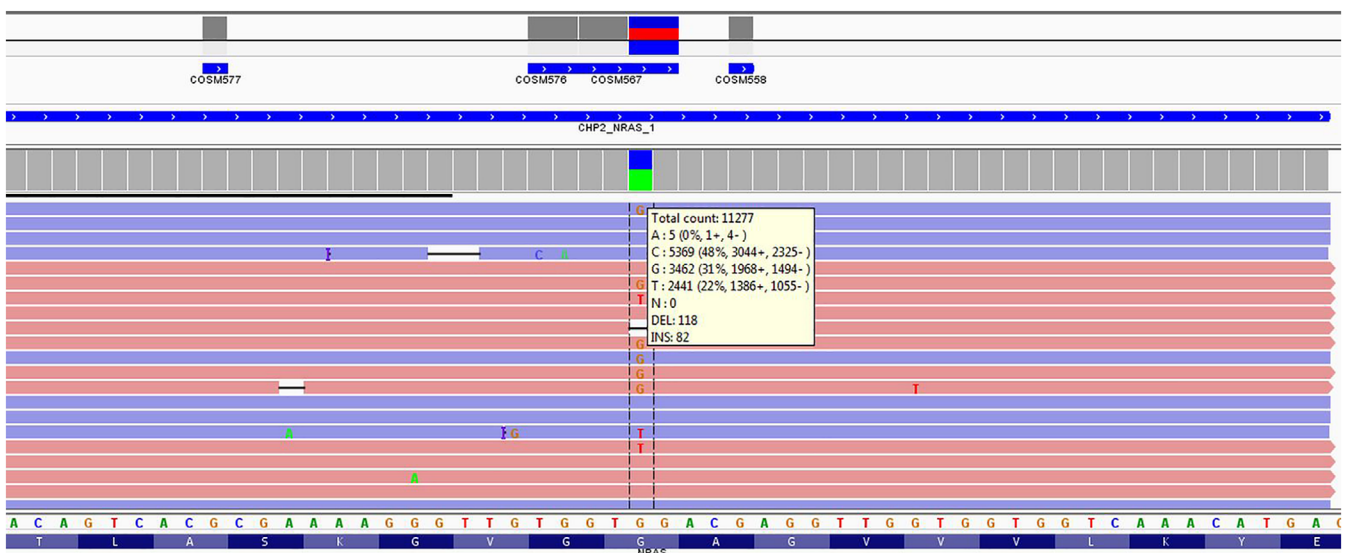 COSM577
COSM576
COSM567
COSM558
CHP2_NRAS_1
G
Total count: 11277
A : 5 (0%, 1+, 4- )
C : 5369 (48%, 3044+, 2325- )
G : 3462 (31%, 1968+, 1494- )
T : 2441 (22%, 1386+, 1055- )
N : 0
DEL: 118
INS: 82
C A
G
T
G
G
G
G T
A G T
T
A
A C A G T C A C G C G A A A A G G G T T G T G G T G G A C G A G G T T G G T G G T G G T C A A A C A T G A G
T L A S K G V G G A G V V V L K Y E
NRAS